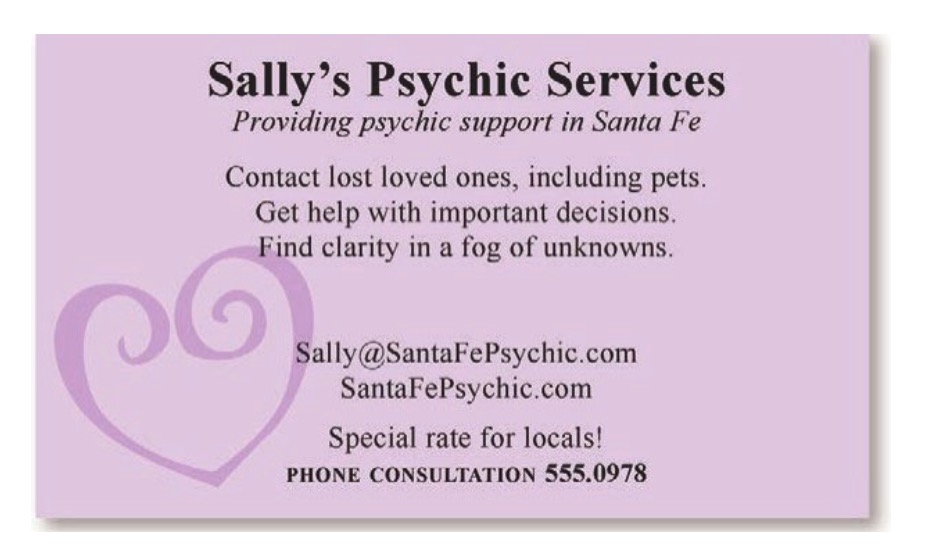 Sally’s Psychic Services
Providing psychic support in Santa Fe
Contact lost loved ones, including pets.
Get help with important decisions.
Find clarity in a fog of unknowns.
Sally@SantaFePsychic.com
SantaFePsychic.com
Special rate for locals!
PHONE CONSULTATION 555.0978